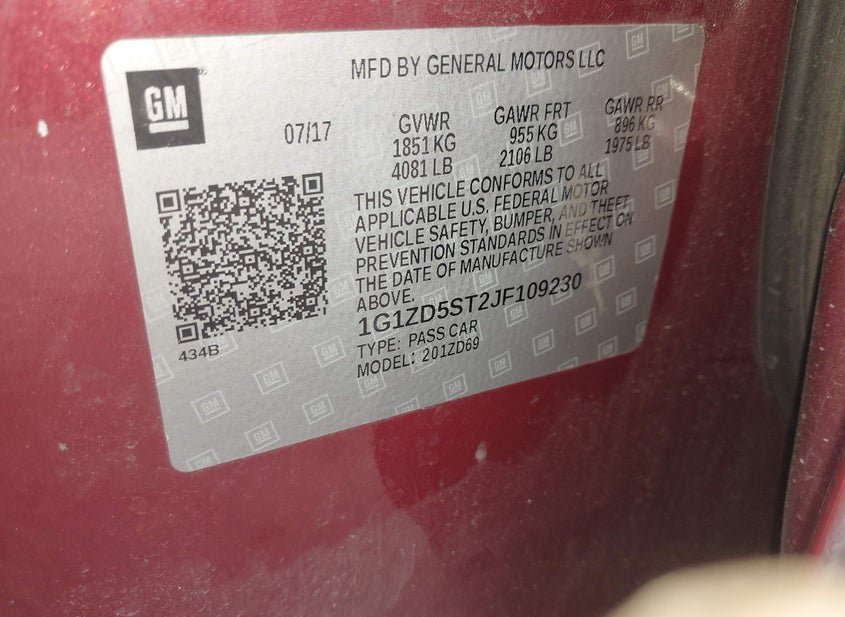 GM
MFD BY GENERAL MOTORS LLC
07/17
GVWR
1851 KG
4081 LB
GAWR FRT
955 KG
2106 LB
GAWR RR
896 KG
1975 LB
THIS VEHICLE CONFORMS TO ALL
APPLICABLE U.S. FEDERAL MOTOR
VEHICLE SAFETY, BUMPER, AND THEFT
PREVENTION STANDARDS IN EFFECT ON
THE DATE OF MANUFACTURE SHOWN
ABOVE.
1G1ZD5ST2JF109230
TYPE: PASS CAR
MODEL: 201ZD69
434B